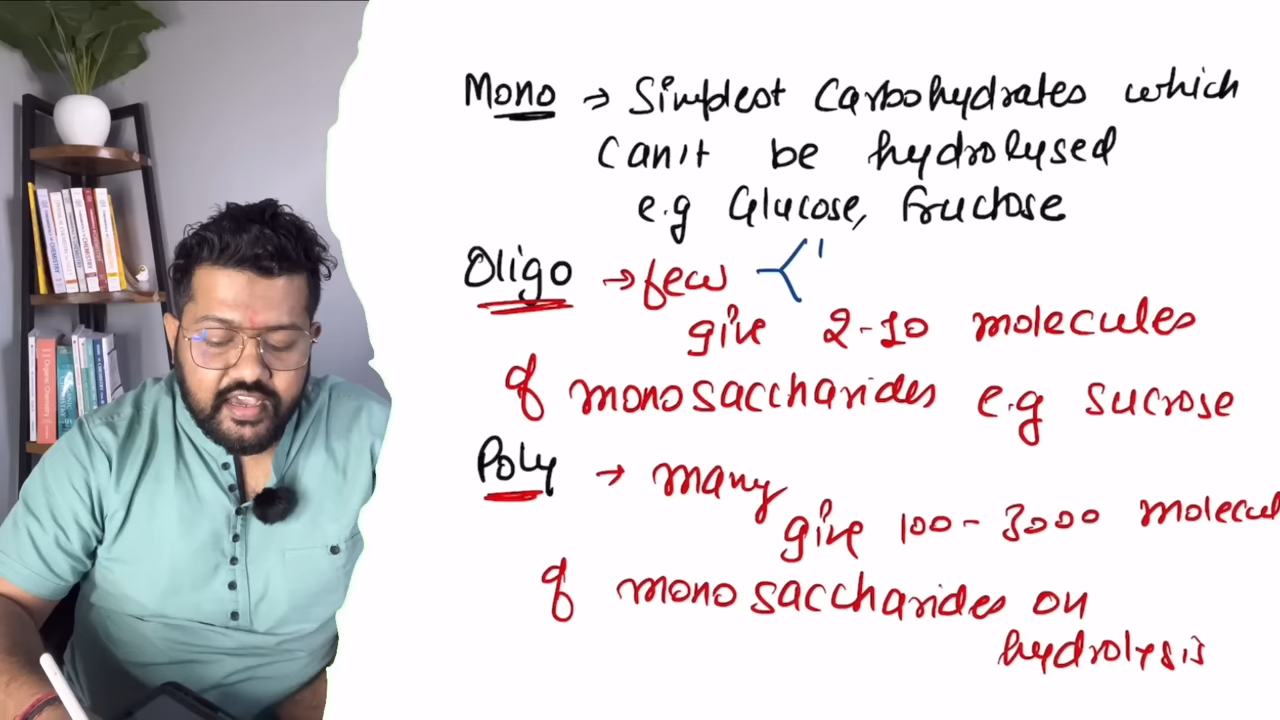 Mono → Simplest Carbohydrates which
can't be hydrolysed
e.g Glucose, fructose
Oligo → few
give 2-10 molecules
of monosaccharides e.g sucrose
Poly → many
give 100-3000 molecul
of monosaccharides on
hydrolysis